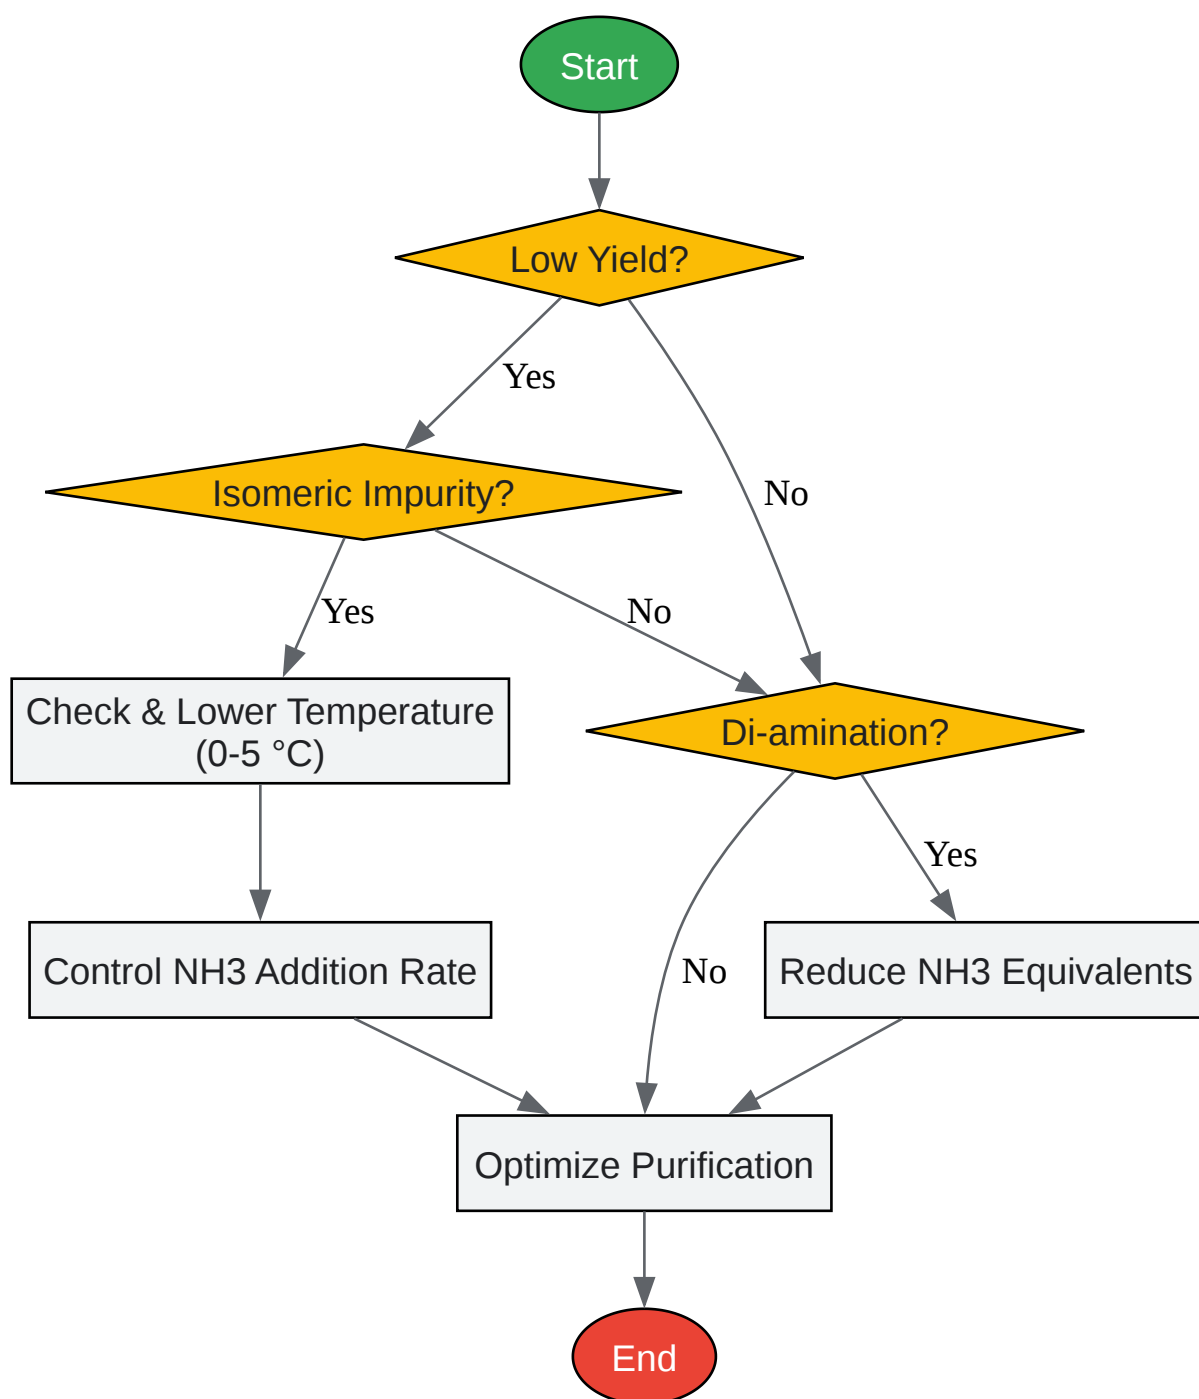 Start
Low Yield?
Yes
No
Isomeric Impurity?
Yes
No
Check & Lower Temperature
(0-5 °C)
Di-amination?
Yes
No
Control NH3 Addition Rate
Reduce NH3 Equivalents
Optimize Purification
End